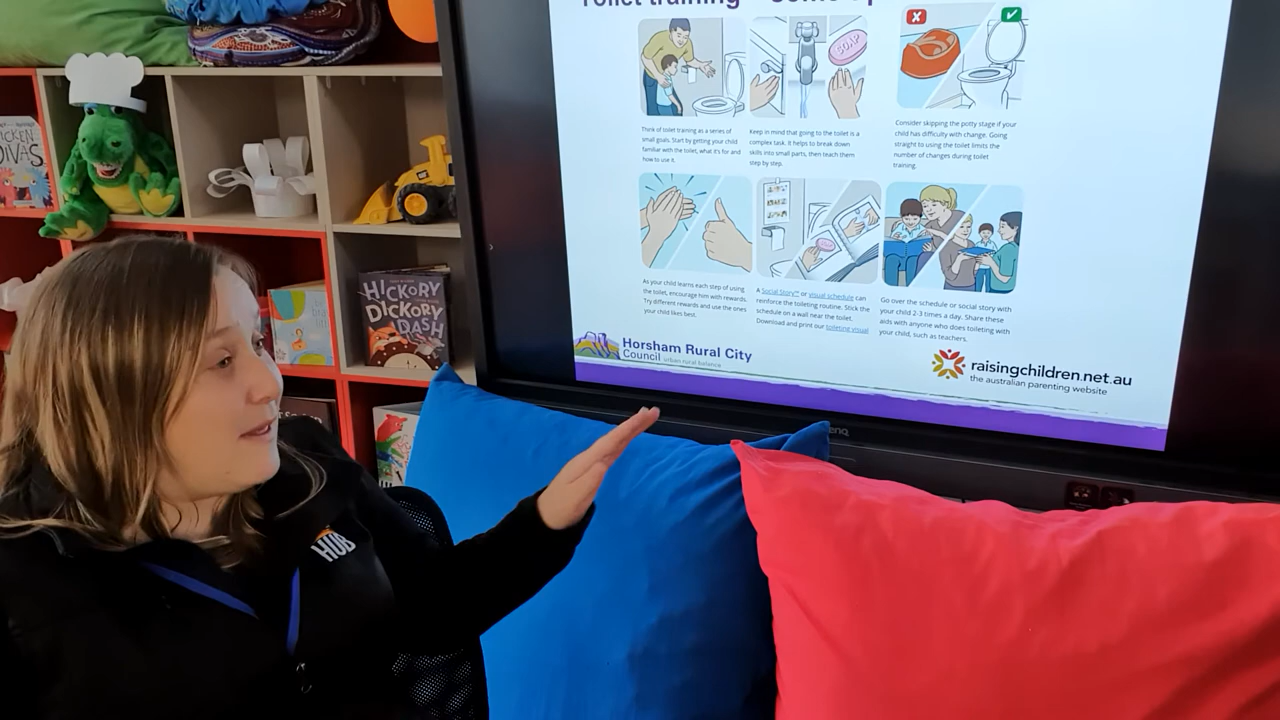 Toilet training
SOAP
Think of toilet training as a series of
small goals. Start by getting your child
familiar with the toilet, what it's for and
how to use it.
Keep in mind that going to the toilet is a
complex task. It helps to break down
skills into small parts, then teach them
step by step.
Consider skipping the potty stage if your
child has difficulty with change. Going
straight to using the toilet limits the
number of changes during toilet
training.
As your child learns each step of using
the toilet, encourage him with rewards.
Try different rewards and use the ones
your child likes best.
A Social Story™ or visual schedule can
reinforce the toileting routine. Stick the
schedule on a wall near the toilet.
Download and print our toileting visual
Go over the schedule or social story with
your child 2-3 times a day. Share these
aids with anyone who does toileting with
your child, such as teachers.
Horsham Rural City
Council urban rural balance
raisingchildren.net.au
the australian parenting website
BenQ
HICKORY
DICKORY
DASH
DIVAS
HUB